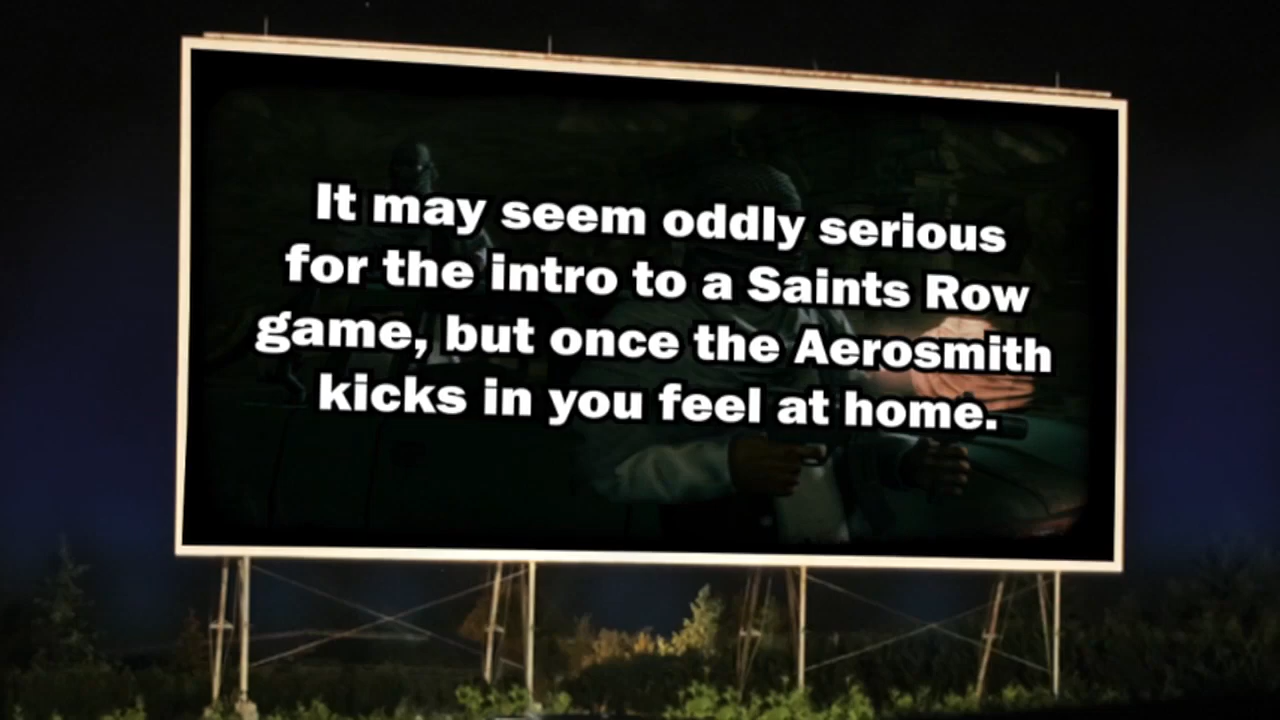 It may seem oddly serious
for the intro to a Saints Row
game, but once the Aerosmith
kicks in you feel at home.